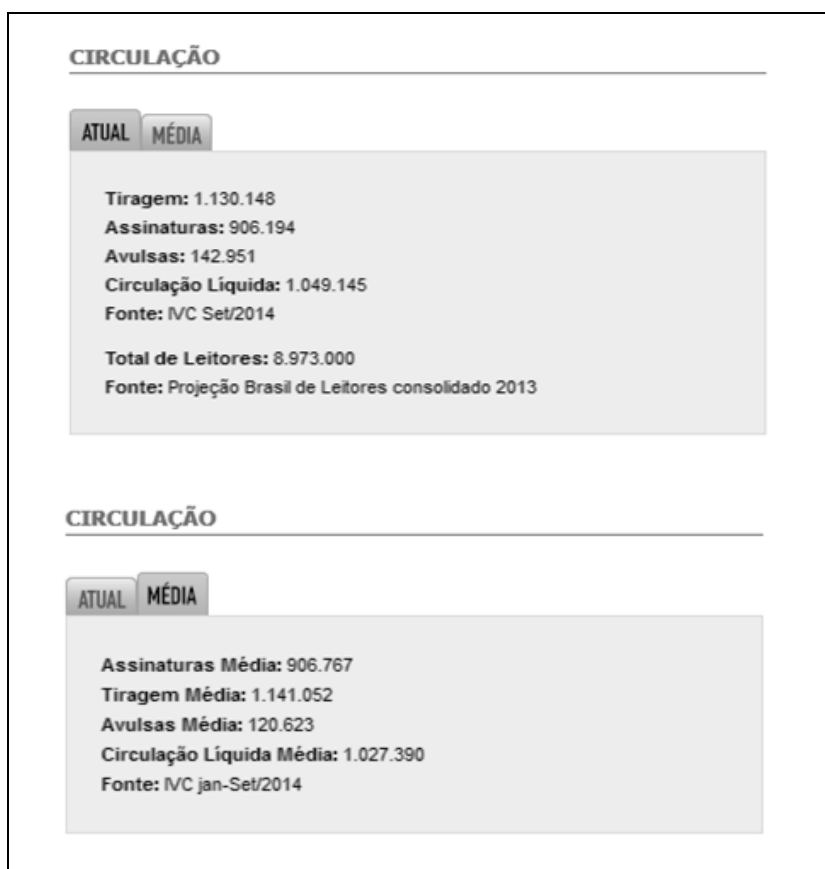 CIRCULAÇÃO
ATUAL MÉDIA
Tiragem: 1.130.148
Assinaturas: 906.194
Avulsas: 142.951
Circulação Líquida: 1.049.145
Fonte: IVC Set/2014
Total de Leitores: 8.973.000
Fonte: Projeção Brasil de Leitores consolidado 2013
CIRCULAÇÃO
ATUAL MÉDIA
Assinaturas Média: 906.767
Tiragem Média: 1.141.052
Avulsas Média: 120.623
Circulação Líquida Média: 1.027.390
Fonte: IVC jan-Set/2014